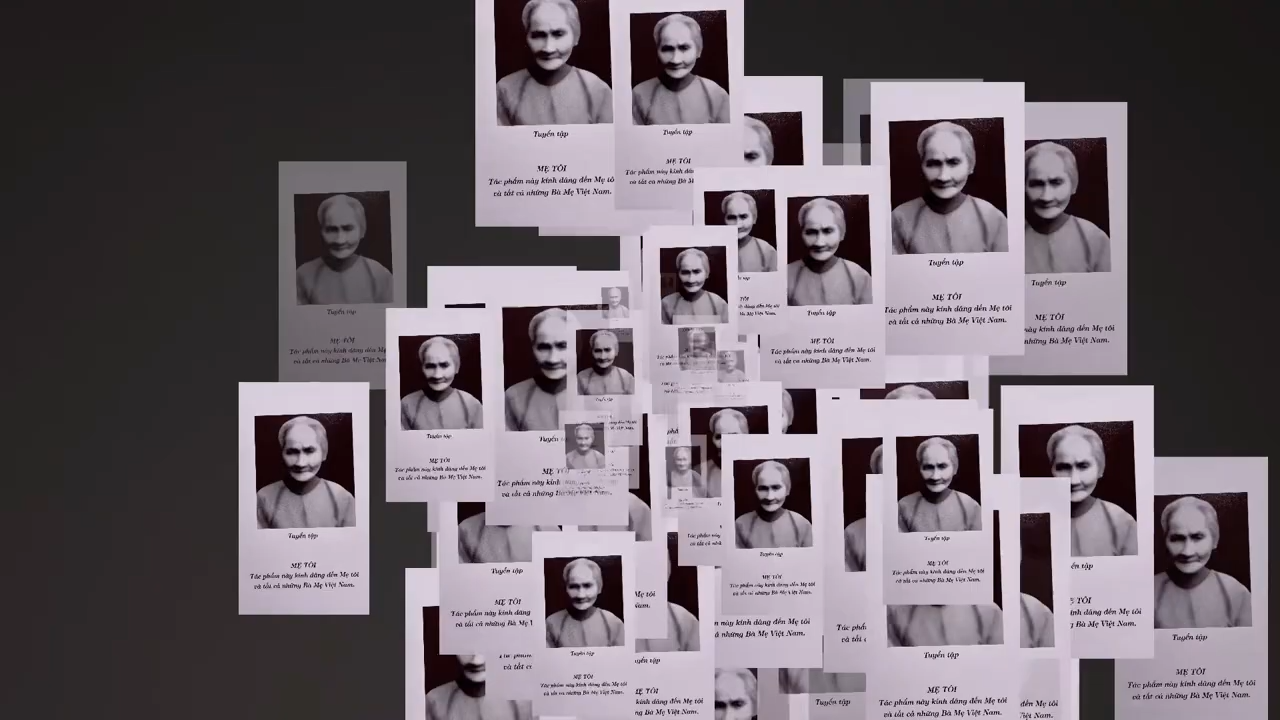 Tuyển tập
MẸ TÔI
Tác phẩm này kính dâng đến Mẹ tôi
và tất cả những Bà Mẹ Việt Nam.